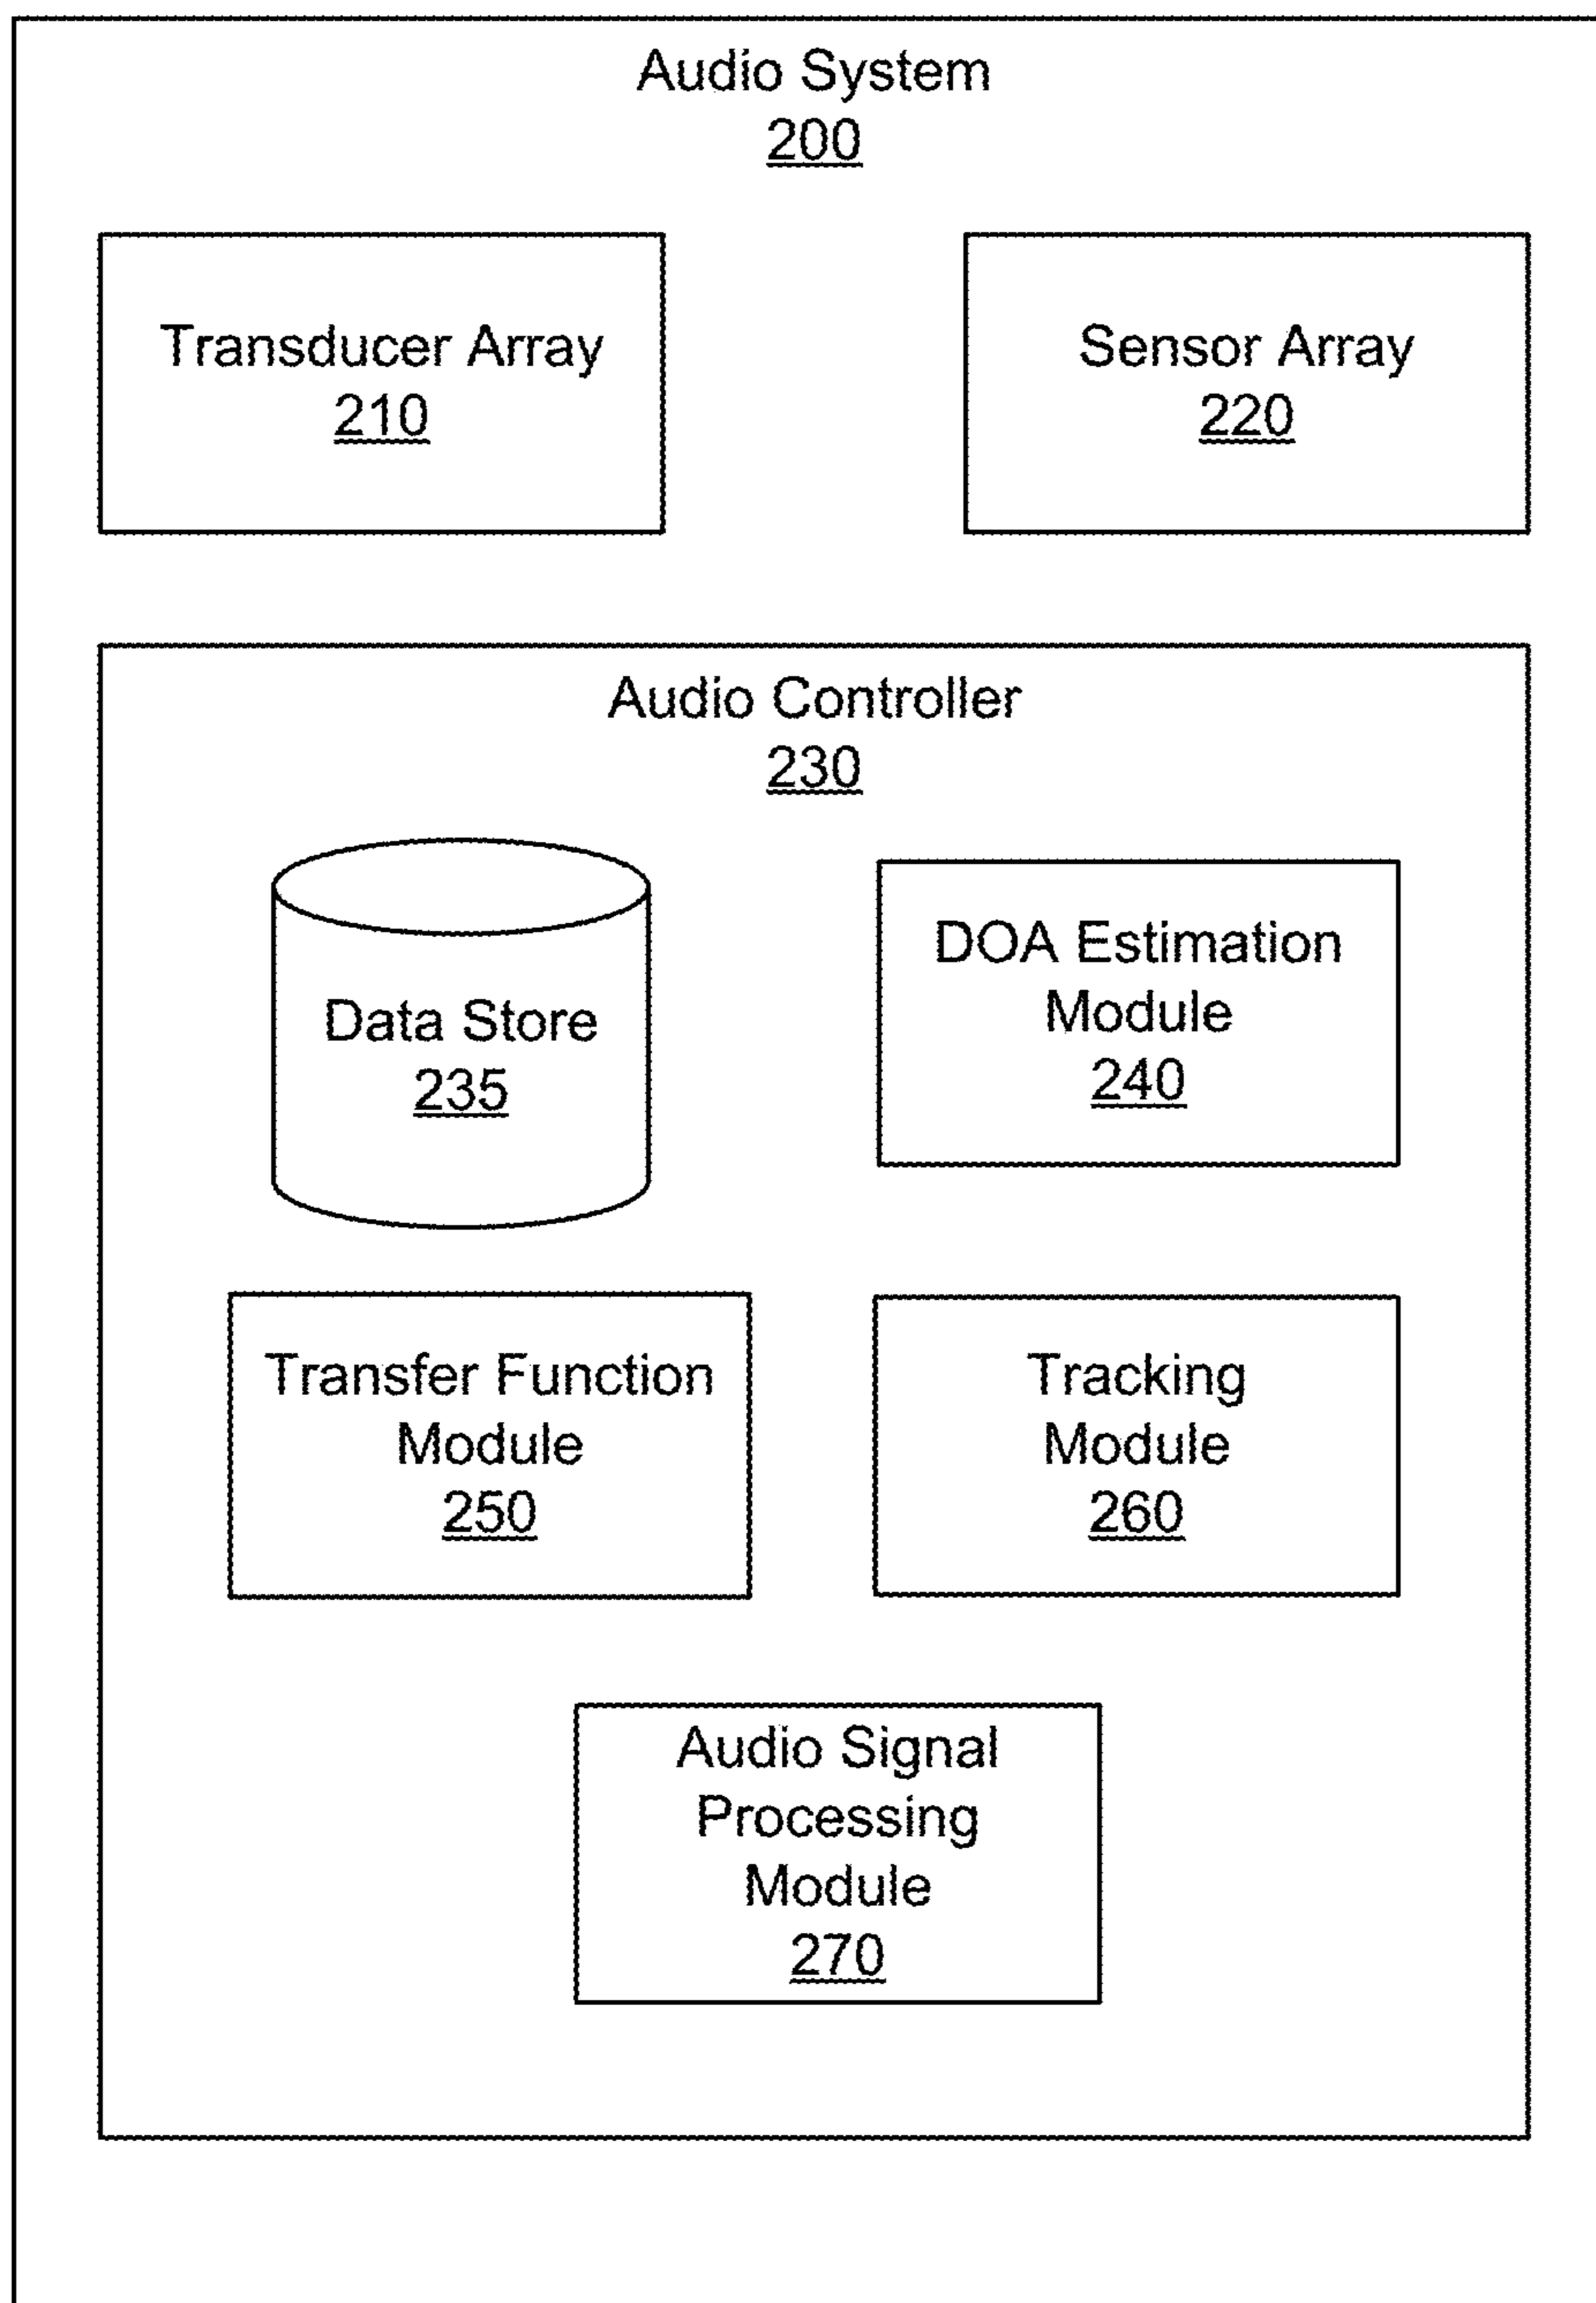 Audio System
200
Transducer Array
210
Sensor Array
220
Audio Controller
230
Data Store
235
DOA Estimation
Module
240
Transfer Function
Module
250
Tracking
Module
260
Audio Signal
Processing
Module
270